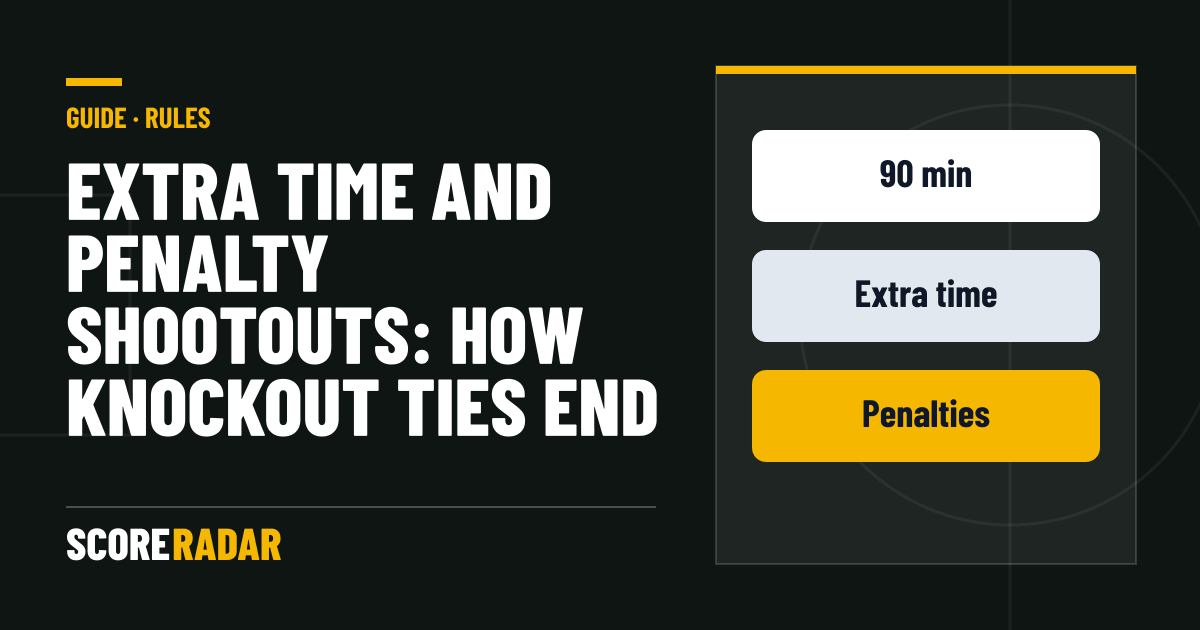 GUIDE · RULES
EXTRA TIME AND
PENALTY
SHOOTOUTS: HOW
KNOCKOUT TIES END
SCORERADAR
90 min
Extra time
Penalties